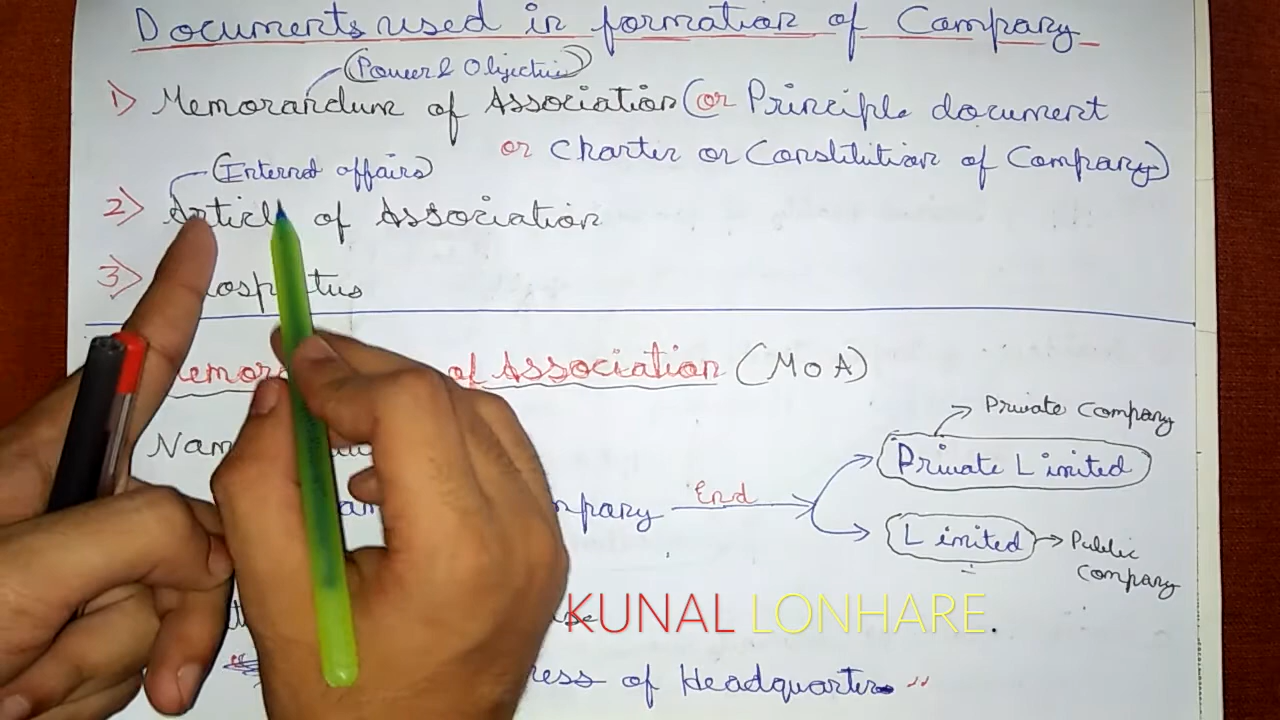 Documents used in formation of Company
(Power & Objective)
1) Memorandum of Association (or Principle document
or Charter or Constitution of Company)
(Internal affairs)
2) Article of Association
3)
of Association (MoA)
Private Company
Private Limited
End
Limited
Public
Company
KUNAL LONHARE.
of Headquarters